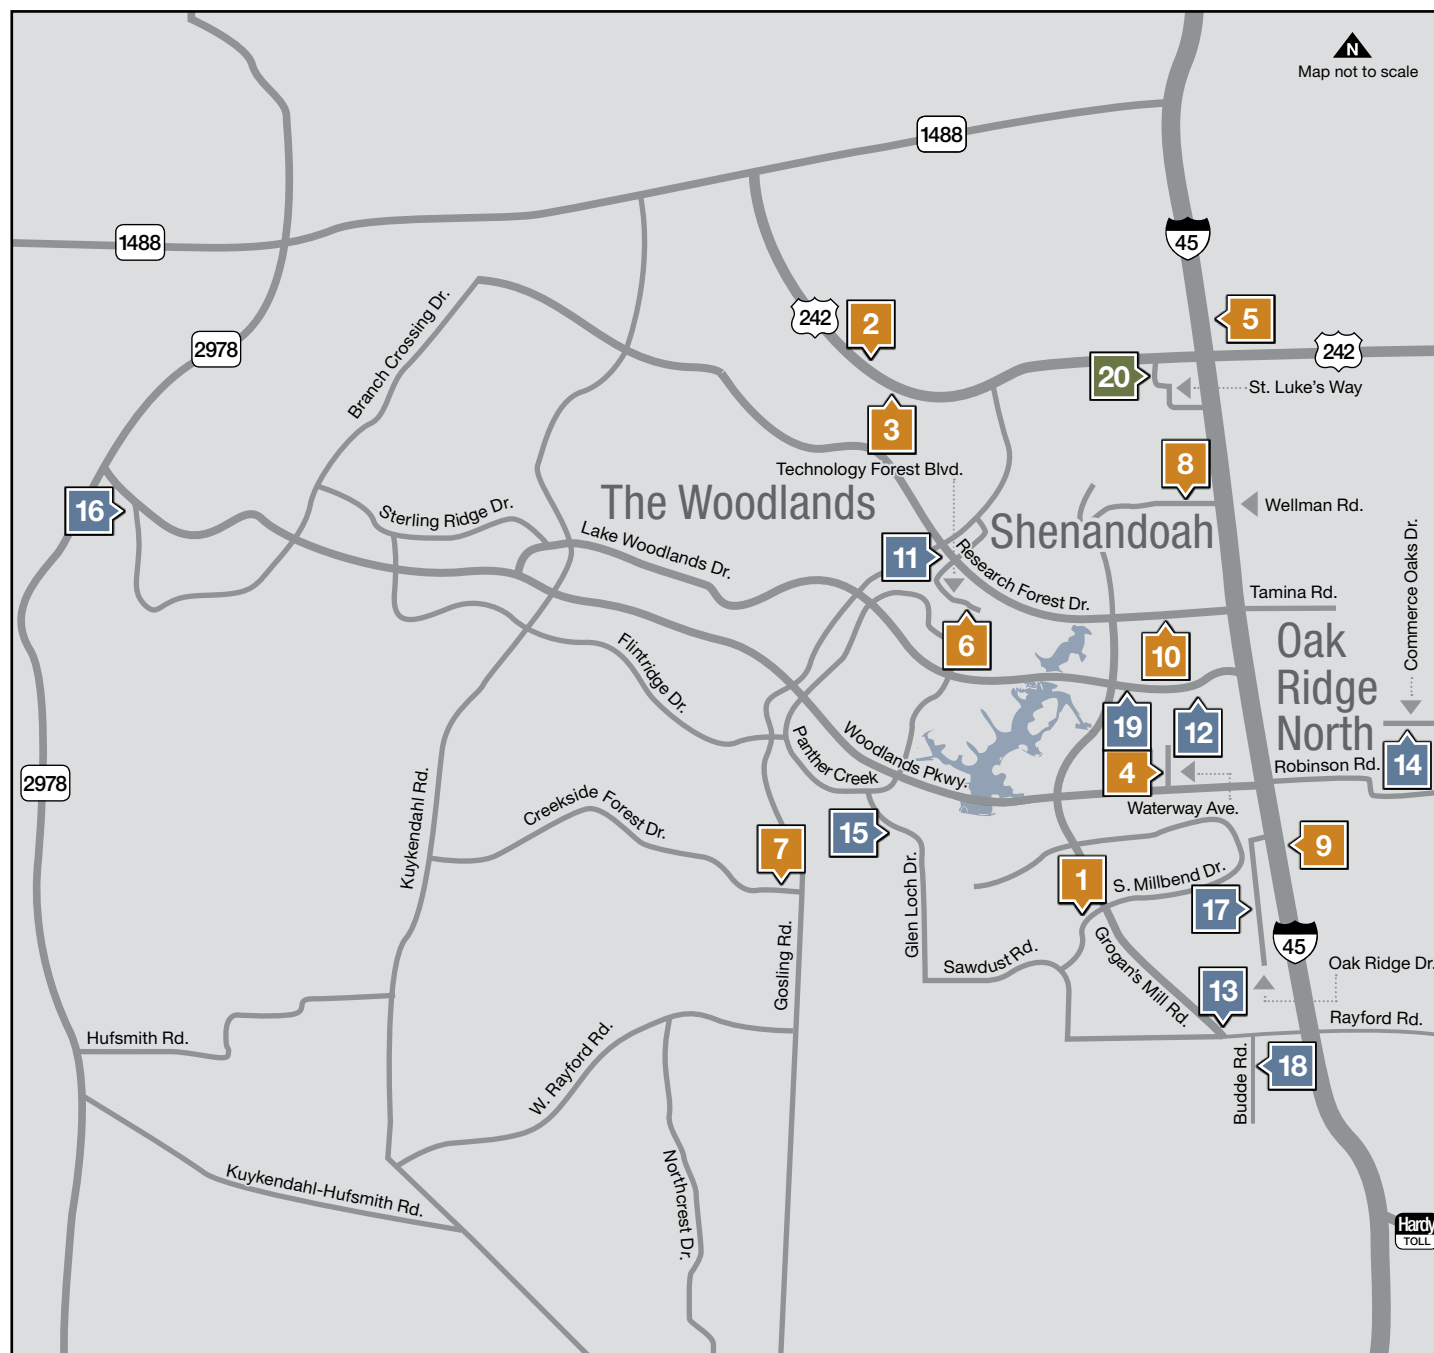 N
Map not to scale
1488
1488
45
242
2
5
242
2978
20
St. Luke's Way
Branch Crossing Dr.
3
Technology Forest Blvd.
8
The Woodlands
Shenandoah
Wellman Rd.
16
Sterling Ridge Dr.
Lake Woodlands Dr.
11
Research Forest Dr.
Tamina Rd.
Commerce Oaks Dr.
6
10
Oak
Ridge
North
Flintridge Dr.
19
12
Woodlands Pkwy.
Panther Creek
4
Robinson Rd.
14
2978
Waterway Ave.
Kuykendahl Rd.
Creekside Forest Dr.
15
7
9
Glen Loch Dr.
1
S. Millbend Dr.
17
Gosling Rd.
Sawdust Rd.
Grogan's Mill Rd.
45
Oak Ridge Dr.
13
Rayford Rd.
Hufsmith Rd.
W. Rayford Rd.
Budde Rd.
18
Kuykendahl-Hufsmith Rd.
Northcrest Dr.
Hardy
TOLL